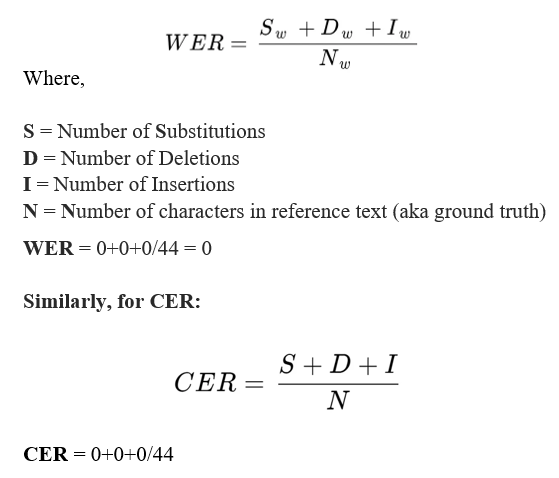 WER = (S_w + D_w + I_w) / N_w
Where,
S = Number of Substitutions
D = Number of Deletions
I = Number of Insertions
N = Number of characters in reference text (aka ground truth)
WER = 0+0+0/44 = 0
Similarly, for CER:
CER = (S + D + I) / N
CER = 0+0+0/44